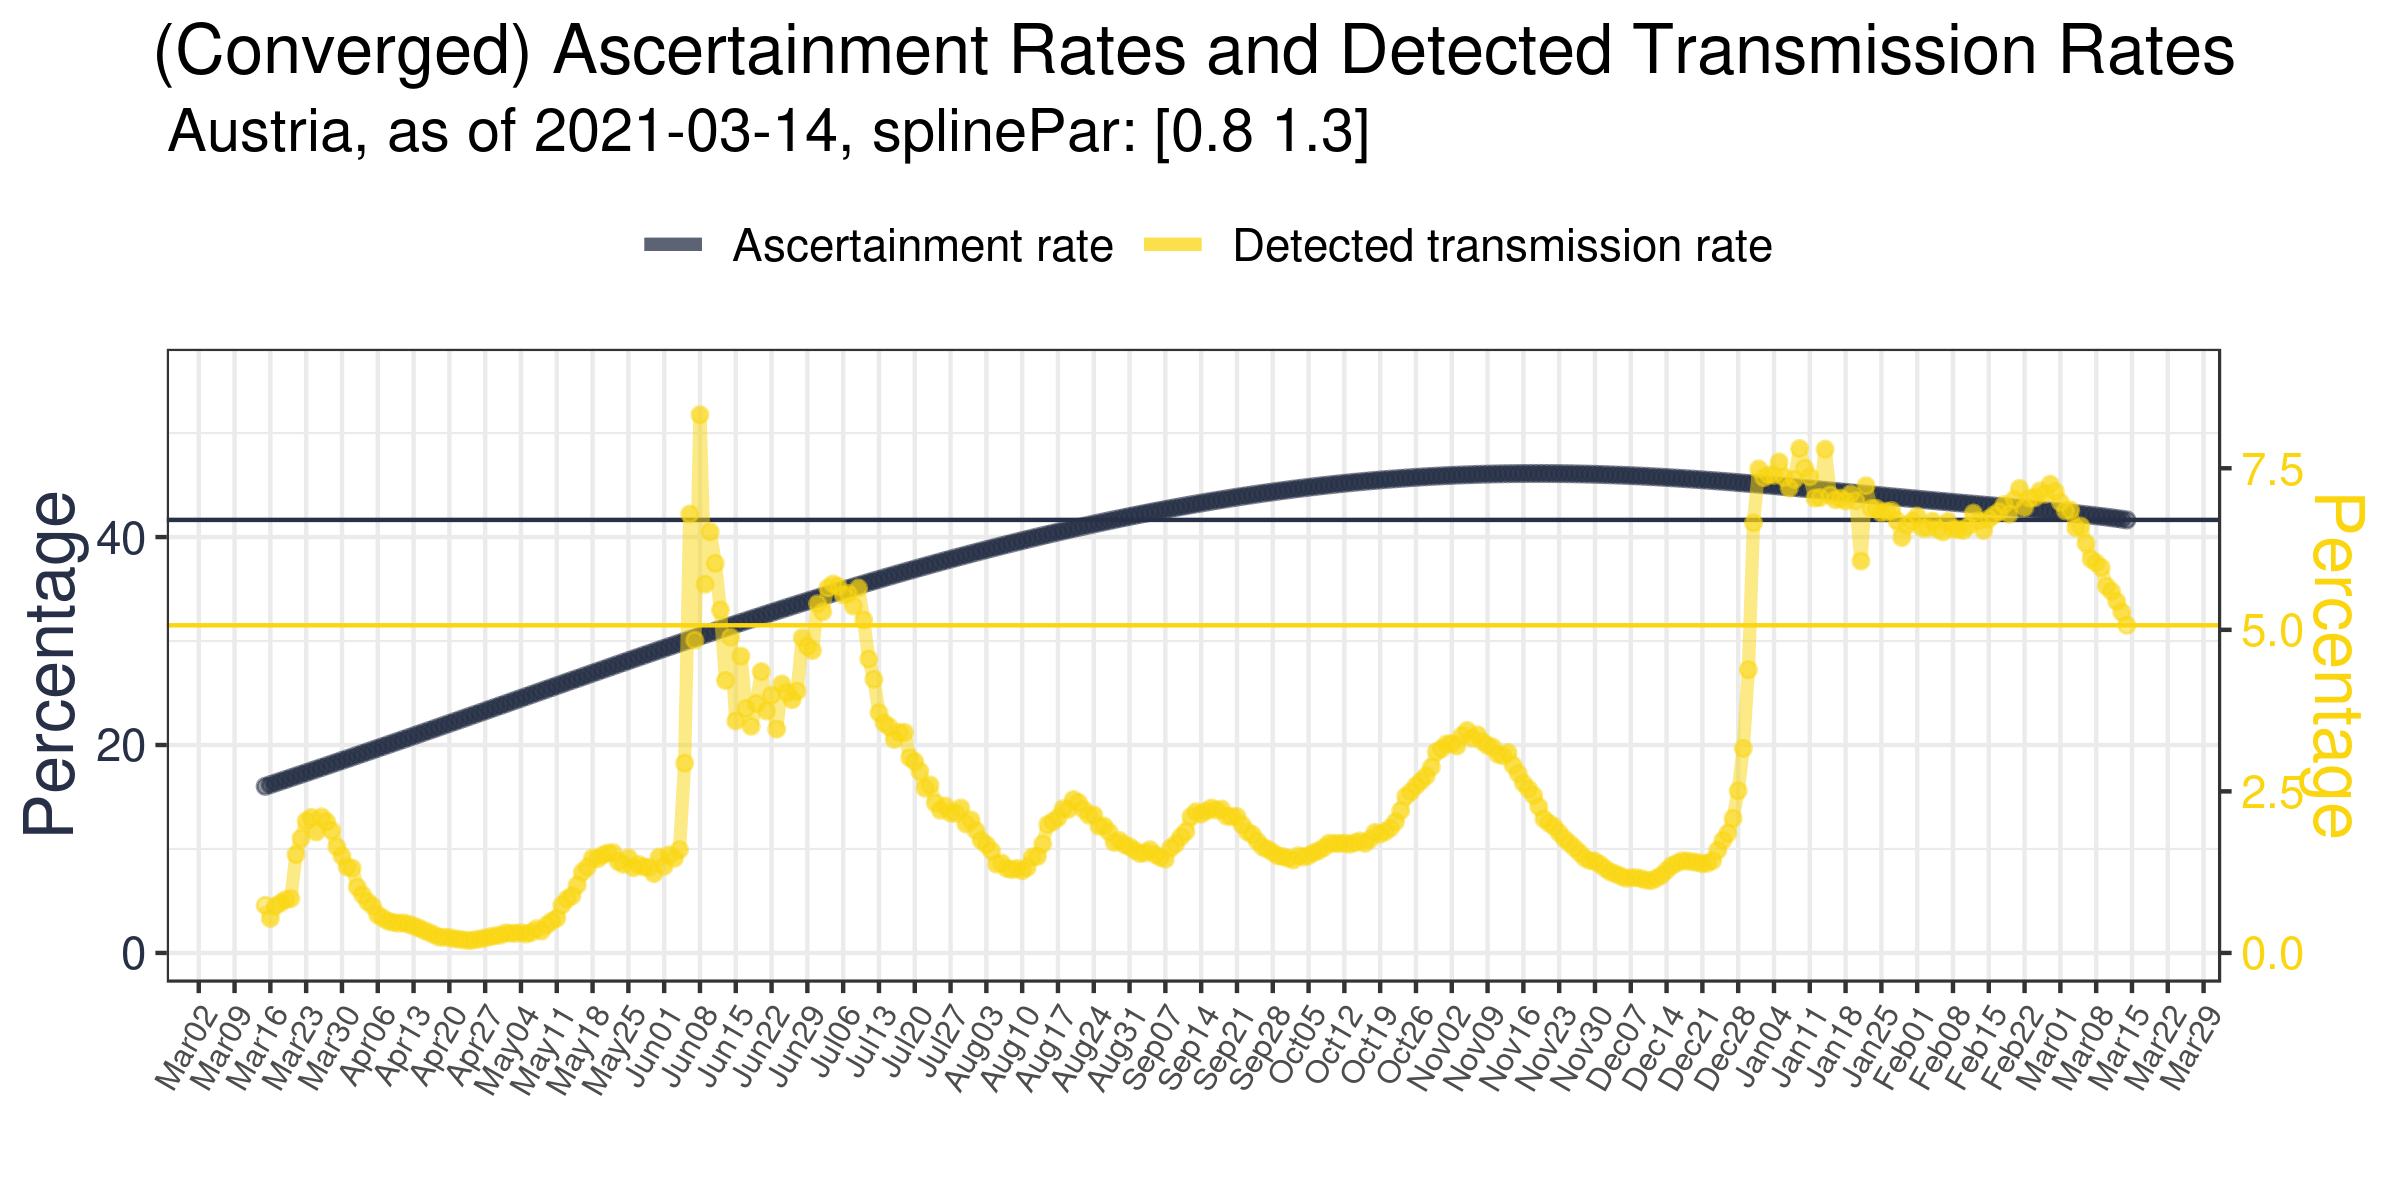 (Converged) Ascertainment Rates and Detected Transmission Rates
Austria, as of 2021-03-14, splinePar: [0.8 1.3]
Ascertainment rate
Detected transmission rate
Percentage
40
20
0
7.5
5.0
2.5
0.0
Percentage
Mar02
Mar09
Mar16
Mar23
Mar30
Apr06
Apr13
Apr20
Apr27
May04
May11
May18
May25
Jun01
Jun08
Jun15
Jun22
Jun29
Jul06
Jul13
Jul20
Jul27
Aug03
Aug10
Aug17
Aug24
Aug31
Sep07
Sep14
Sep21
Sep28
Oct05
Oct12
Oct19
Oct26
Nov02
Nov09
Nov16
Nov23
Nov30
Dec07
Dec14
Dec21
Dec28
Jan04
Jan11
Jan18
Jan25
Feb01
Feb08
Feb15
Feb22
Mar01
Mar08
Mar15
Mar22
Mar29